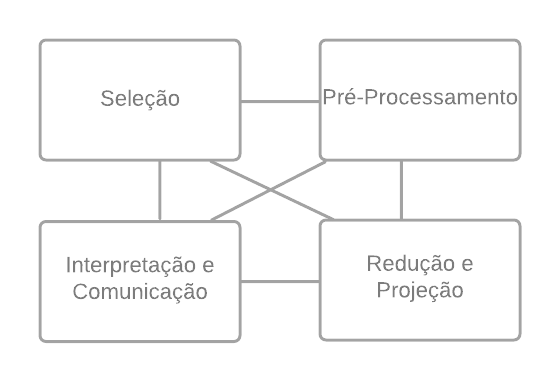 Seleção
Pré-Processamento
Interpretação e
Comunicação
Redução e
Projeção